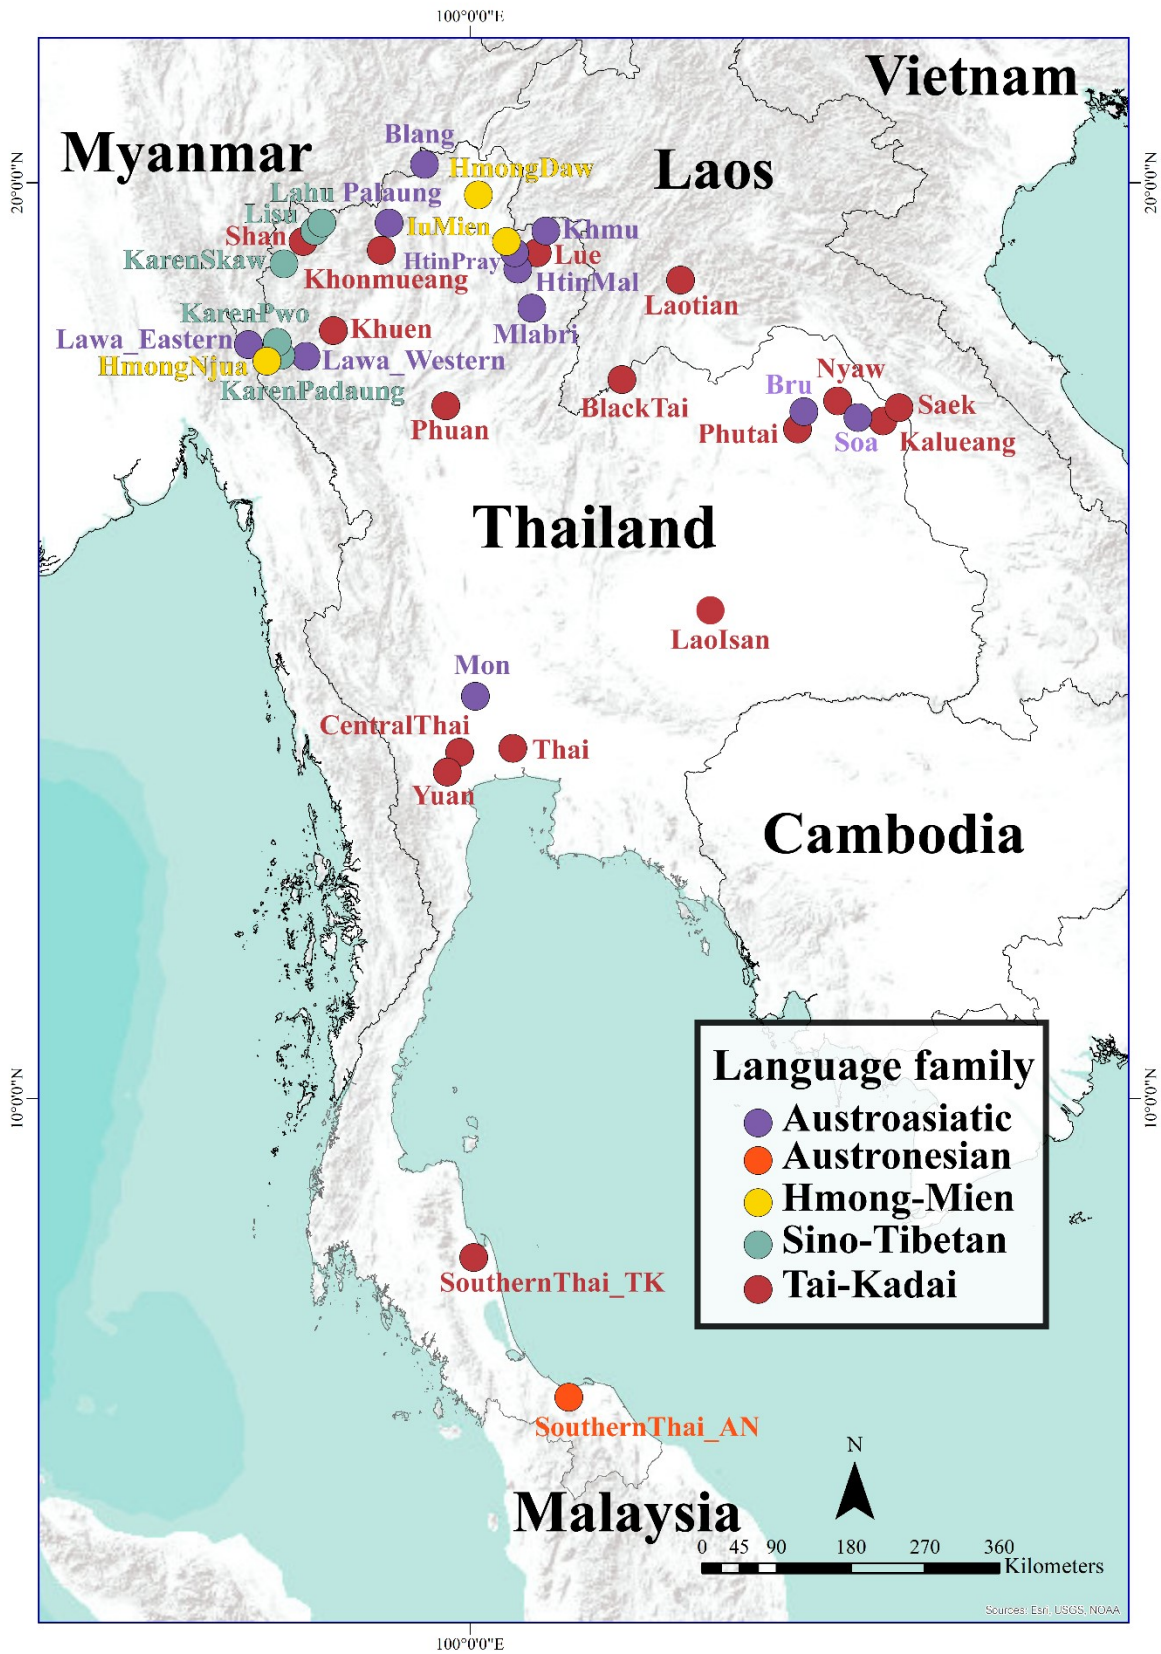 100°0'0"E
Vietnam
Myanmar
Blang
HmongDaw
Laos
20°0'0"N
20°0'0"N
Lahu
Palaung
Lisu
IuMien
Khmu
Shan
KarenSkaw
HtinPray
Lue
Khonmueang
HtinMal
Laotian
KarenPwo
Khuen
Mlabri
Lawa_Eastern
Lawa_Western
HmongNjua
KarenPadaung
Nyaw
Bru
BlackTai
Saek
Phuan
Phutai
Soa
Kalueang
Thailand
LaoIsan
Mon
CentralThai
Thai
Yuan
Cambodia
10°0'0"N
10°0'0"N
Language family
Austroasiatic
Austronesian
Hmong-Mien
Sino-Tibetan
Tai-Kadai
SouthernThai_TK
SouthernThai_AN
N
Malaysia
0 45 90 180 270 360
Kilometers
Sources: Esri, USGS, NOAA
100°0'0"E